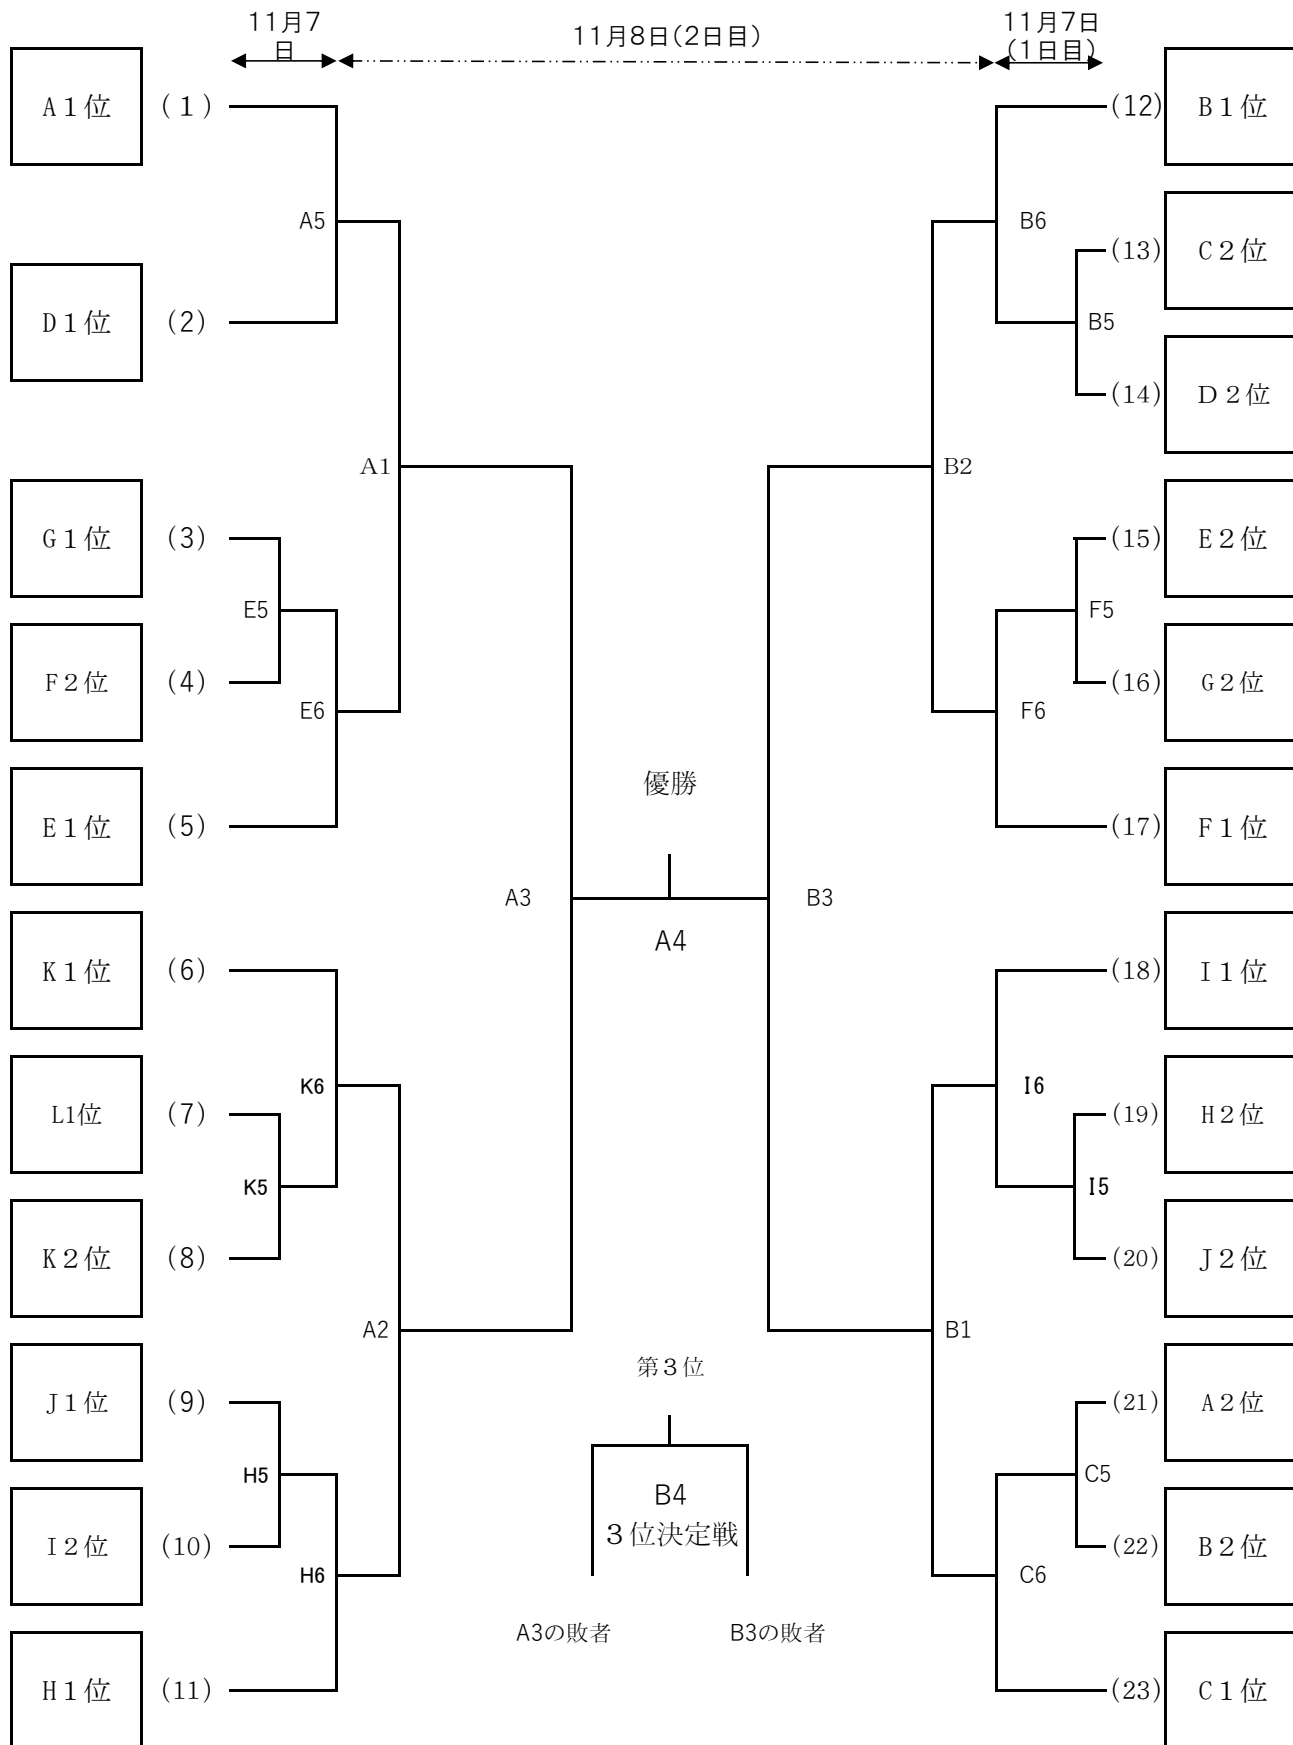 11月7
日
11月8日(2日目)
11月7日
(1日目)
A１位
(１)
(12)
B１位
A5
B6
(13)
C２位
D１位
(2)
B5
(14)
D２位
A1
B2
G１位
(3)
(15)
E２位
E5
F5
F２位
(4)
(16)
G２位
E6
F6
優勝
E１位
(5)
(17)
F１位
A3
B3
A4
K１位
(6)
(18)
I１位
K6
I6
L1位
(7)
(19)
H２位
K5
I5
K２位
(8)
(20)
J２位
A2
B1
第３位
J１位
(9)
(21)
A２位
H5
C5
B4
３位決定戦
I２位
(10)
(22)
B２位
H6
C6
A3の敗者
B3の敗者
H１位
(11)
(23)
C１位